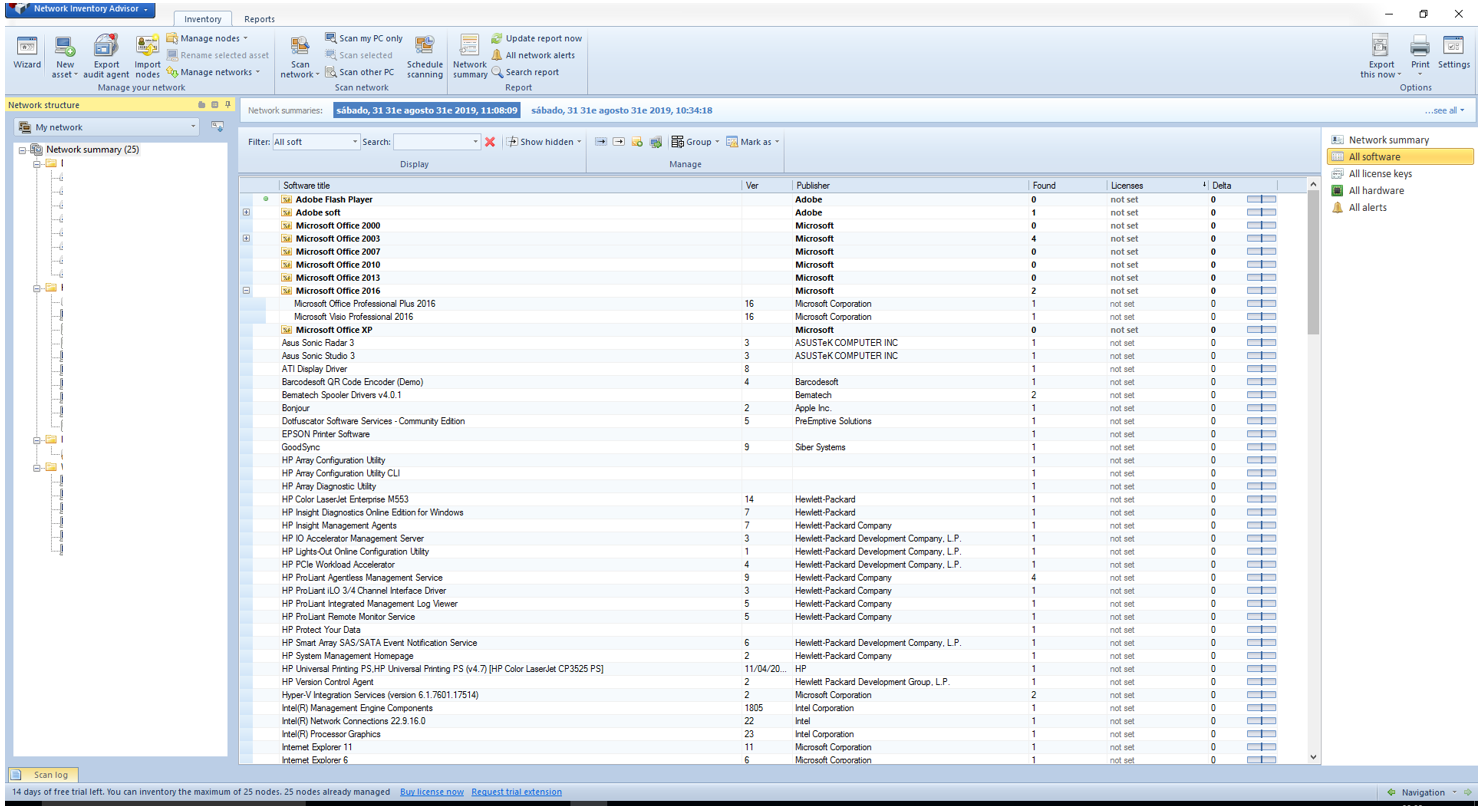 Network Inventory Advisor
Inventory Reports
Wizard
New asset
Export audit agent
Import nodes
Manage nodes
Rename selected asset
Manage networks
Manage your network
Scan network
Scan my PC only
Scan selected
Scan other PC
Schedule scanning
Scan network
Network summary
Update report now
All network alerts
Search report
Report
Export this now
Print
Settings
Options
Network structure
My network
Network summary (25)
Network summaries: sábado, 31 31e agosto 31e 2019, 11:08:09 sábado, 31 31e agosto 31e 2019, 10:34:18 ...see all
Filter: All soft Search: Show hidden Group Mark as
Display Manage
Software title Ver Publisher Found Licenses Delta
Adobe Flash Player Adobe 0 not set 0
Adobe soft Adobe 1 not set 0
Microsoft Office 2000 Microsoft 0 not set 0
Microsoft Office 2003 Microsoft 4 not set 0
Microsoft Office 2007 Microsoft 0 not set 0
Microsoft Office 2010 Microsoft 0 not set 0
Microsoft Office 2013 Microsoft 0 not set 0
Microsoft Office 2016 Microsoft 2 not set 0
Microsoft Office Professional Plus 2016 16 Microsoft Corporation 1 not set 0
Microsoft Visio Professional 2016 16 Microsoft Corporation 1 not set 0
Microsoft Office XP Microsoft 0 not set 0
Asus Sonic Radar 3 3 ASUSTeK COMPUTER INC 1 not set 0
Asus Sonic Studio 3 3 ASUSTeK COMPUTER INC 1 not set 0
ATI Display Driver 8 1 not set 0
Barcodesoft QR Code Encoder (Demo) 4 Barcodesoft 1 not set 0
Bematech Spooler Drivers v4.0.1 Bematech 2 not set 0
Bonjour 2 Apple Inc. 1 not set 0
Dotfuscator Software Services - Community Edition 5 PreEmptive Solutions 1 not set 0
EPSON Printer Software 1 not set 0
GoodSync 9 Siber Systems 1 not set 0
HP Array Configuration Utility 1 not set 0
HP Array Configuration Utility CLI 1 not set 0
HP Array Diagnostic Utility 1 not set 0
HP Color LaserJet Enterprise M553 14 Hewlett-Packard 1 not set 0
HP Insight Diagnostics Online Edition for Windows 7 Hewlett-Packard 1 not set 0
HP Insight Management Agents 7 Hewlett-Packard Company 1 not set 0
HP IO Accelerator Management Server 3 Hewlett-Packard Development Company, L.P. 1 not set 0
HP Lights-Out Online Configuration Utility 1 Hewlett-Packard Development Company, L.P. 1 not set 0
HP PCIe Workload Accelerator 4 Hewlett-Packard Development Company, L.P. 1 not set 0
HP ProLiant Agentless Management Service 9 Hewlett-Packard Company 4 not set 0
HP ProLiant iLO 3/4 Channel Interface Driver 3 Hewlett-Packard Company 1 not set 0
HP ProLiant Integrated Management Log Viewer 5 Hewlett-Packard Company 1 not set 0
HP ProLiant Remote Monitor Service 5 Hewlett-Packard Company 1 not set 0
HP Protect Your Data 1 not set 0
HP Smart Array SAS/SATA Event Notification Service 6 Hewlett-Packard Development Company, L.P. 1 not set 0
HP System Management Homepage 2 Hewlett-Packard Company 1 not set 0
HP Universal Printing PS,HP Universal Printing PS (v4.7) [HP Color LaserJet CP3525 PS] 11/04/20... HP 1 not set 0
HP Version Control Agent 2 Hewlett Packard Development Group, L.P. 1 not set 0
Hyper-V Integration Services (version 6.1.7601.17514) 2 Microsoft Corporation 2 not set 0
Intel(R) Management Engine Components 1805 Intel Corporation 1 not set 0
Intel(R) Network Connections 22.9.16.0 22 Intel 1 not set 0
Intel(R) Processor Graphics 23 Intel Corporation 1 not set 0
Internet Explorer 11 11 Microsoft Corporation 1 not set 0
Internet Explorer 6 6 Microsoft Corporation 1 not set 0
Network summary
All software
All license keys
All hardware
All alerts
Scan log
14 days of free trial left. You can inventory the maximum of 25 nodes. 25 nodes already managed Buy license now Request trial extension Navigation